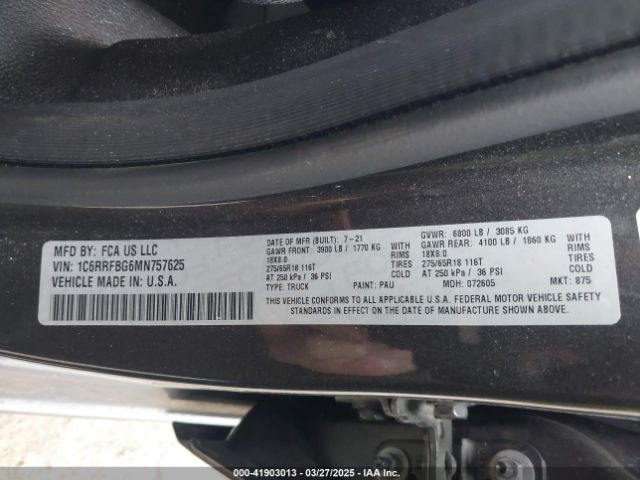 MFD BY: FCA US LLC
VIN: 1C6RRFBG6MN757625
VEHICLE MADE IN: U.S.A.
DATE OF MFR (BUILT): 7-21
GAWR FRONT: 3900 LB / 1770 KG
RIMS
18X8.0
TIRES
275/65R18 116T
AT 250 kPa / 36 PSI
TYPE: TRUCK
PAINT: PAU
GVWR: 6800 LB / 3085 KG
GAWR REAR: 4100 LB / 1860 KG
RIMS
18X8.0
TIRES
275/65R18 116T
AT 250 kPa / 36 PSI
MDH: 072605
MKT: 875
THIS VEHICLE CONFORMS TO ALL APPLICABLE U.S.A. FEDERAL MOTOR VEHICLE SAFETY
STANDARDS IN EFFECT ON THE DATE OF MANUFACTURE SHOWN ABOVE.
000-41903013 — 03/27/2025 — IAA Inc.